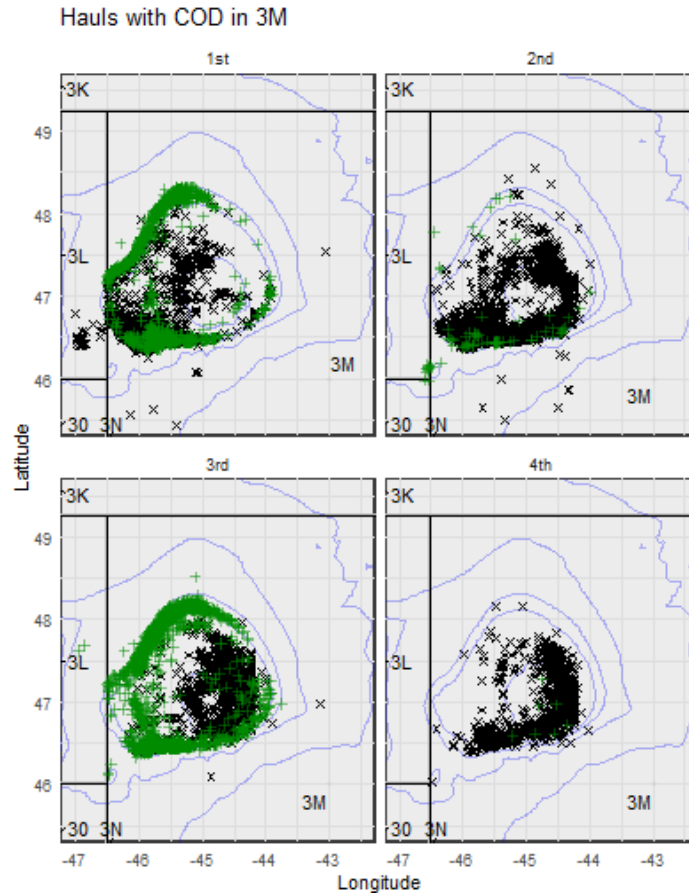 Hauls with COD in 3M
1st
2nd
3K
3K
49
48
3L
3L
47
46
3M
3M
30 3N
30 3N
Latitude
3rd
4th
3K
3K
49
48
3L
3L
47
46
3M
3M
30 3N
30 3N
-47 -46 -45 -44 -43
-47 -46 -45 -44 -43
Longitude